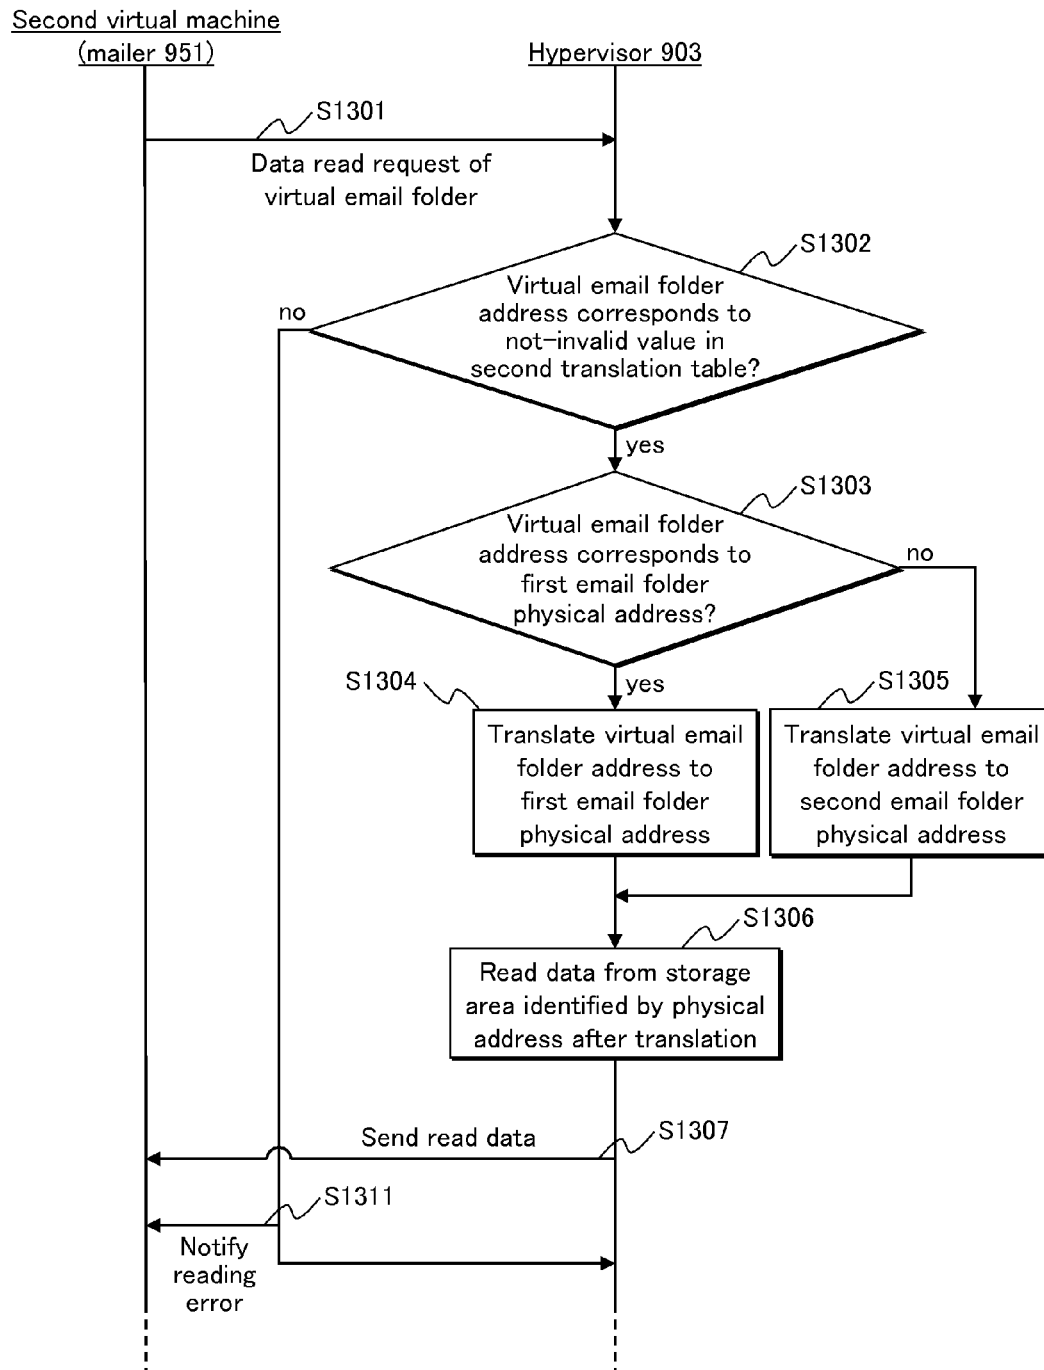 Second virtual machine
(mailer 951)
Hypervisor 903
S1301
Data read request of
virtual email folder
S1302
Virtual email folder
address corresponds to
not-invalid value in
second translation table?
no
yes
S1303
Virtual email folder
address corresponds to
first email folder
physical address?
no
yes
S1304
Translate virtual email
folder address to
first email folder
physical address
S1305
Translate virtual email
folder address to
second email folder
physical address
S1306
Read data from storage
area identified by physical
address after translation
Send read data
S1307
S1311
Notify
reading
error